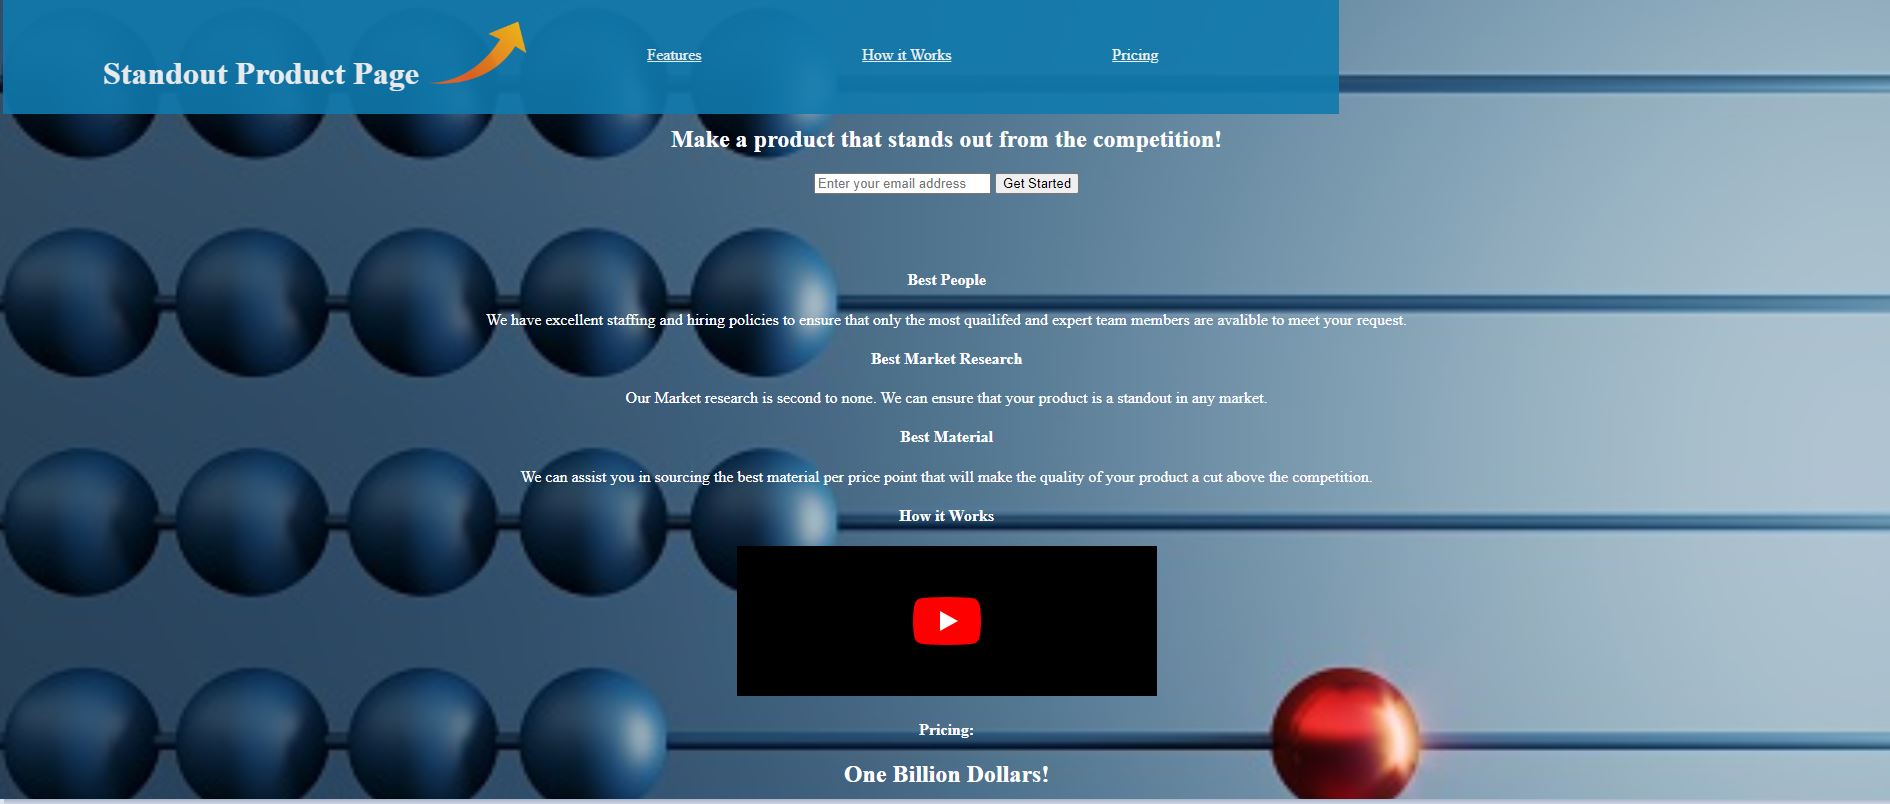 Standout Product Page
Features
How it Works
Pricing
Make a product that stands out from the competition!
Enter your email address
Get Started
Best People
We have excellent staffing and hiring policies to ensure that only the most quailifed and expert team members are avalible to meet your request.
Best Market Research
Our Market research is second to none. We can ensure that your product is a standout in any market.
Best Material
We can assist you in sourcing the best material per price point that will make the quality of your product a cut above the competition.
How it Works
Pricing:
One Billion Dollars!